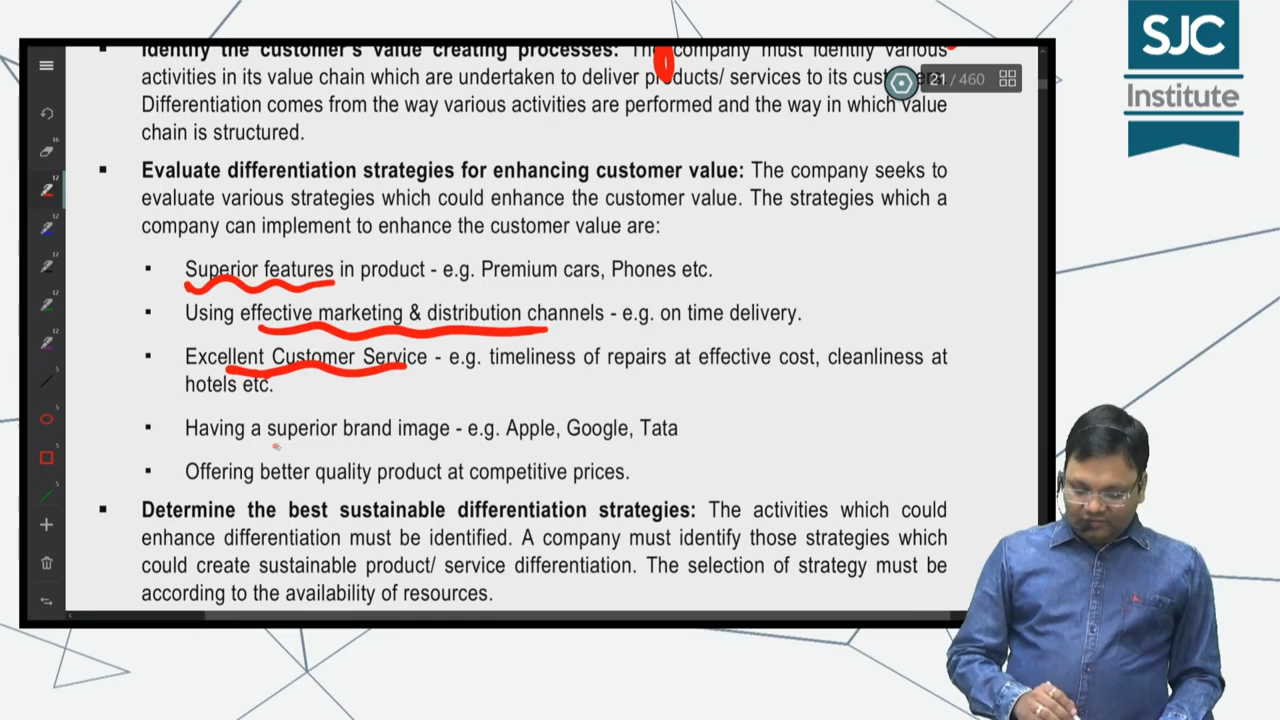 SJC
Institute
21 / 460
Identify the customer's value creating processes: The company must identify various
activities in its value chain which are undertaken to deliver products/ services to its
Differentiation comes from the way various activities are performed and the way in which value
chain is structured.
Evaluate differentiation strategies for enhancing customer value: The company seeks to
evaluate various strategies which could enhance the customer value. The strategies which a
company can implement to enhance the customer value are:
Superior features in product - e.g. Premium cars, Phones etc.
Using effective marketing & distribution channels - e.g. on time delivery.
Excellent Customer Service - e.g. timeliness of repairs at effective cost, cleanliness at
hotels etc.
Having a superior brand image - e.g. Apple, Google, Tata
Offering better quality product at competitive prices.
Determine the best sustainable differentiation strategies: The activities which could
enhance differentiation must be identified. A company must identify those strategies which
could create sustainable product/ service differentiation. The selection of strategy must be
according to the availability of resources.